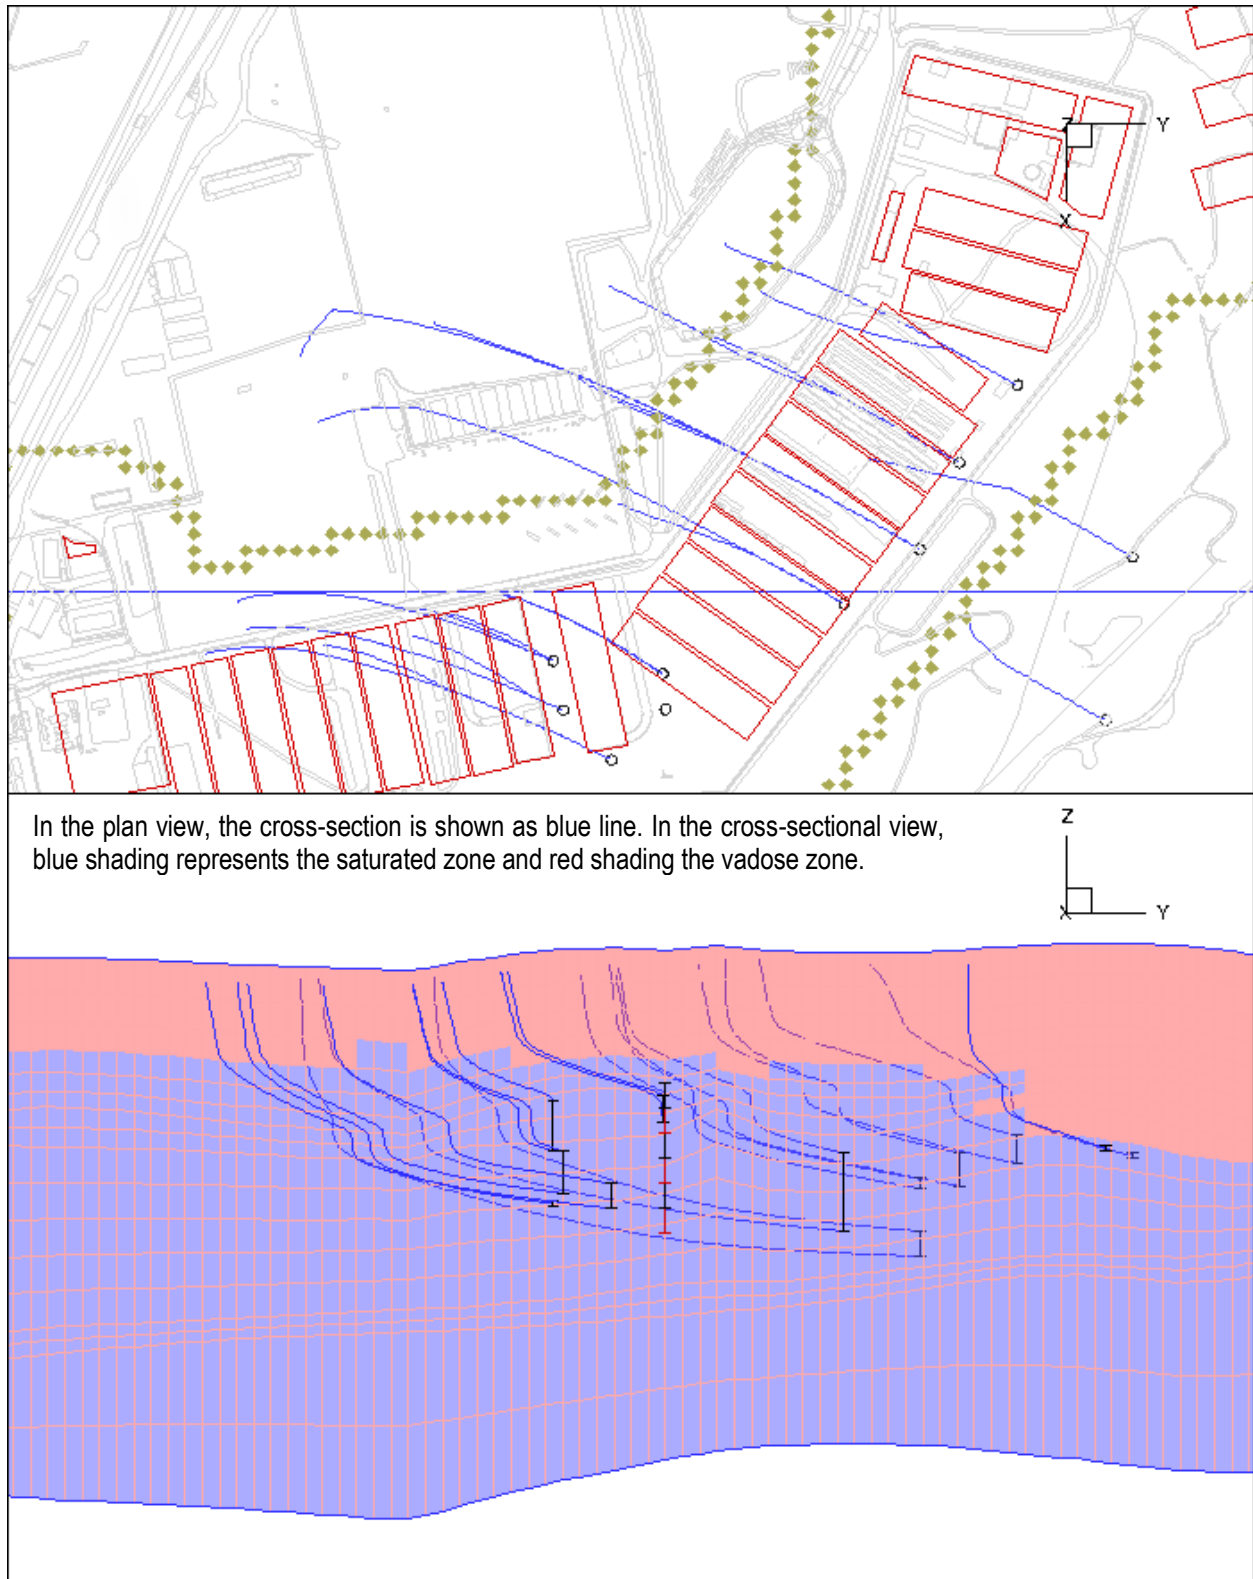 Z Y
X
In the plan view, the cross-section is shown as blue line. In the cross-sectional view,
blue shading represents the saturated zone and red shading the vadose zone.
Z
X Y